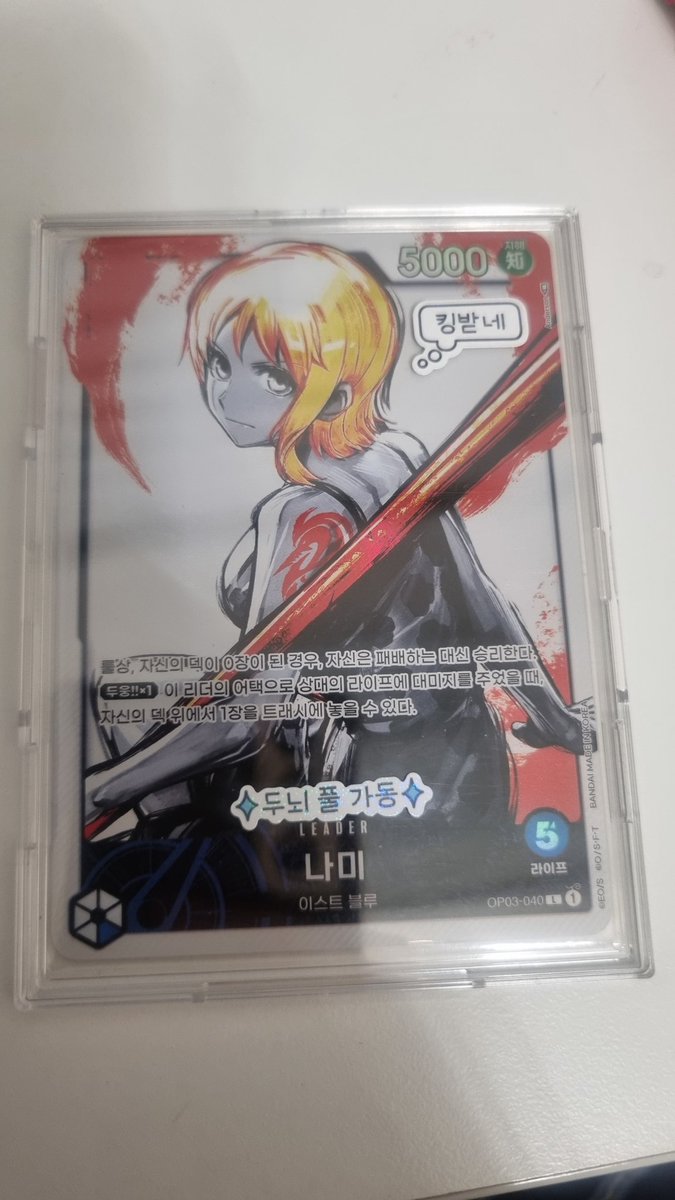 5000
지혜
知
킹받네
Anderson
룰상, 자신의 덱이 0장이 된 경우, 자신은 패배하는 대신 승리한다.
두웅!!×1 이 리더의 어택으로 상대의 라이프에 대미지를 주었을 때,
자신의 덱 위에서 1장을 트래시에 놓을 수 있다.
두뇌 풀 가동
LEADER
5
라이프
나미
이스트 블루
OP03-040 L 1
©EO/S ©O/S·F·T BANDAI MADE IN KOREA